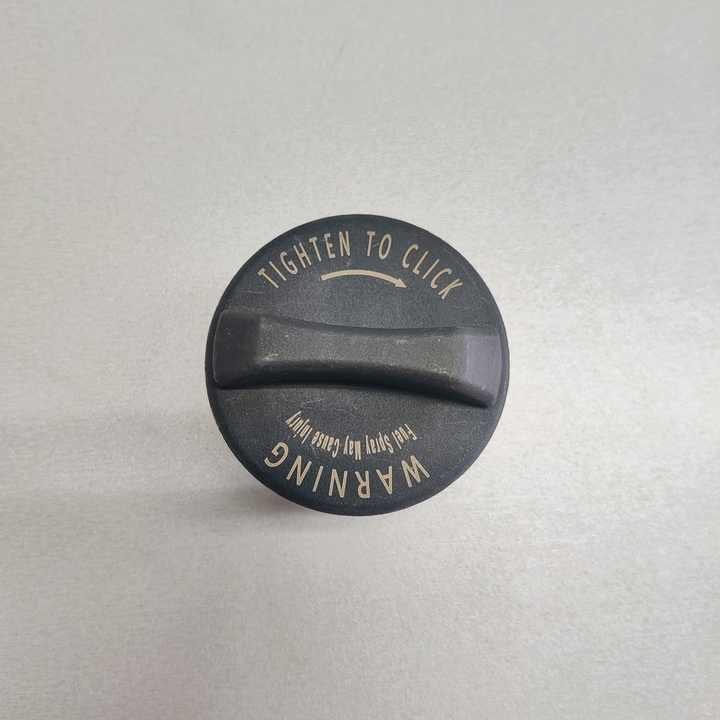 TIGHTEN TO CLICK
WARNING
Fuel Spray May Cause Injury